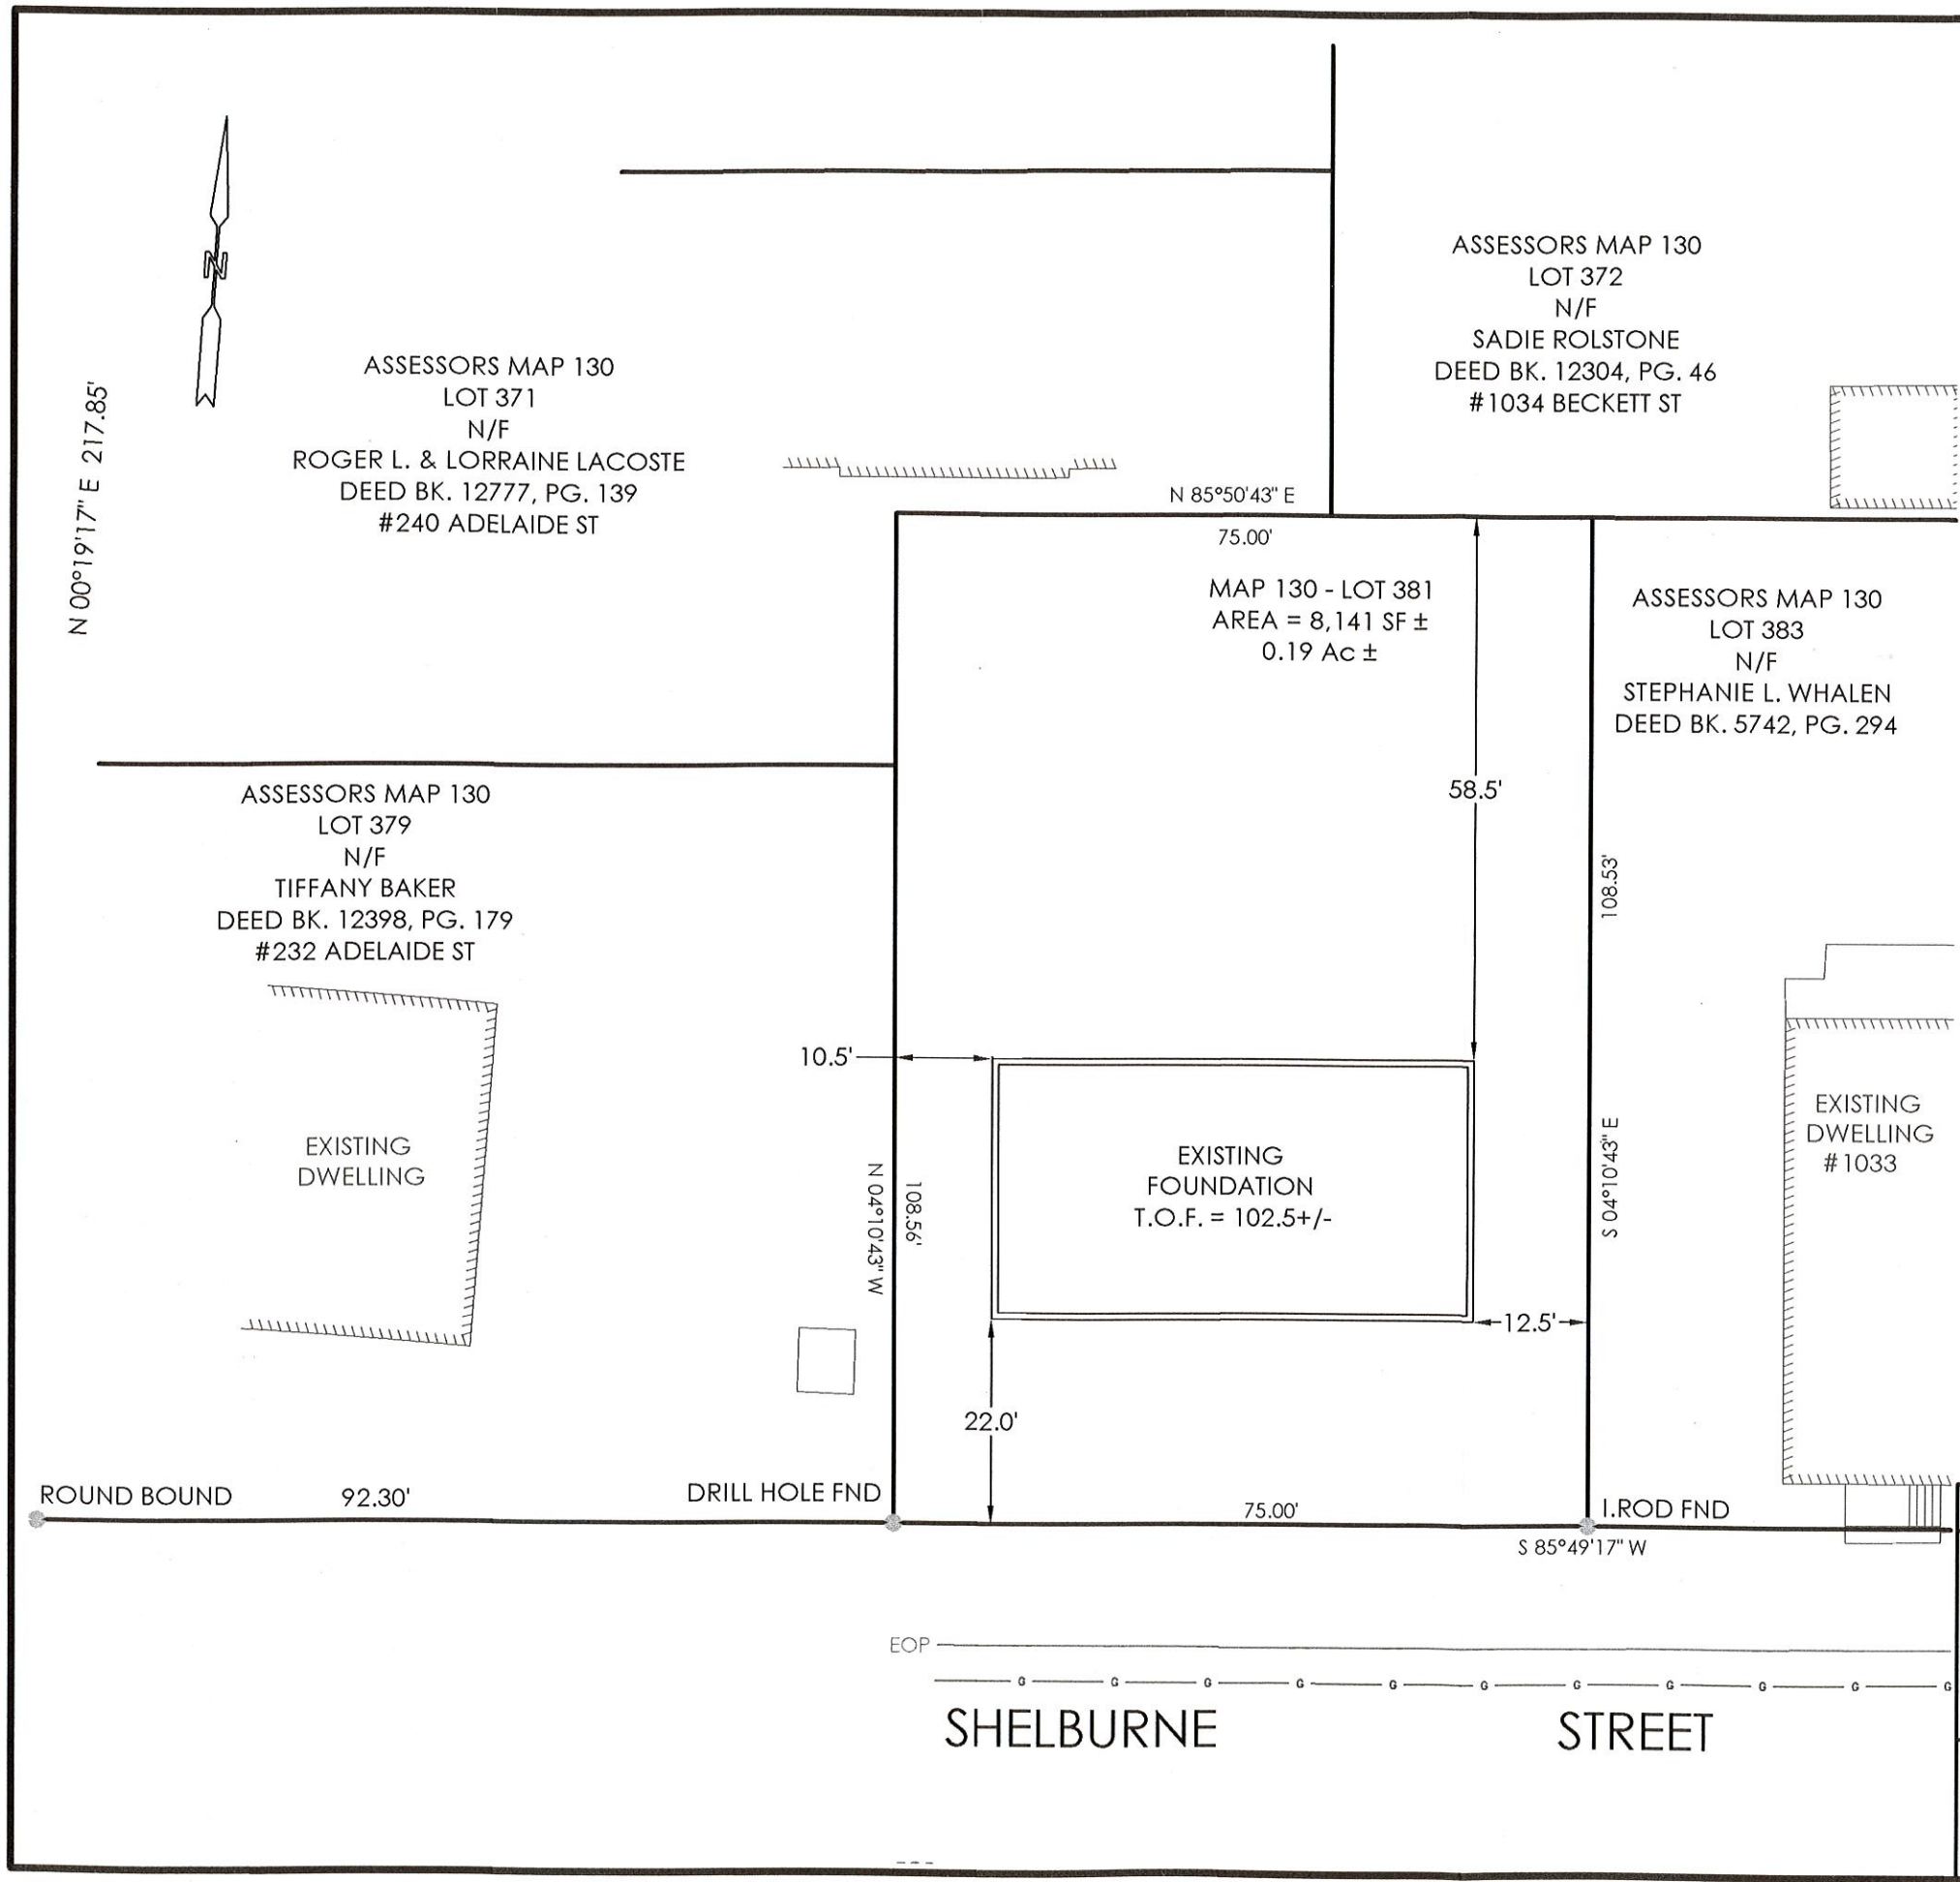 N
N 00°19'17" E 217.85'
ASSESSORS MAP 130
LOT 371
N/F
ROGER L. & LORRAINE LACOSTE
DEED BK. 12777, PG. 139
#240 ADELAIDE ST
ASSESSORS MAP 130
LOT 372
N/F
SADIE ROLSTONE
DEED BK. 12304, PG. 46
#1034 BECKETT ST
N 85°50'43" E
75.00'
MAP 130 - LOT 381
AREA = 8,141 SF ±
0.19 Ac ±
ASSESSORS MAP 130
LOT 383
N/F
STEPHANIE L. WHALEN
DEED BK. 5742, PG. 294
58.5'
108.53'
S 04°10'43" E
ASSESSORS MAP 130
LOT 379
N/F
TIFFANY BAKER
DEED BK. 12398, PG. 179
#232 ADELAIDE ST
10.5'
EXISTING
DWELLING
N 04°10'43" W
108.56'
EXISTING
FOUNDATION
T.O.F. = 102.5+/-
EXISTING
DWELLING
#1033
12.5'
22.0'
ROUND BOUND
92.30'
DRILL HOLE FND
75.00'
I.ROD FND
S 85°49'17" W
EOP
G G G G G G G G G G G
SHELBURNE STREET